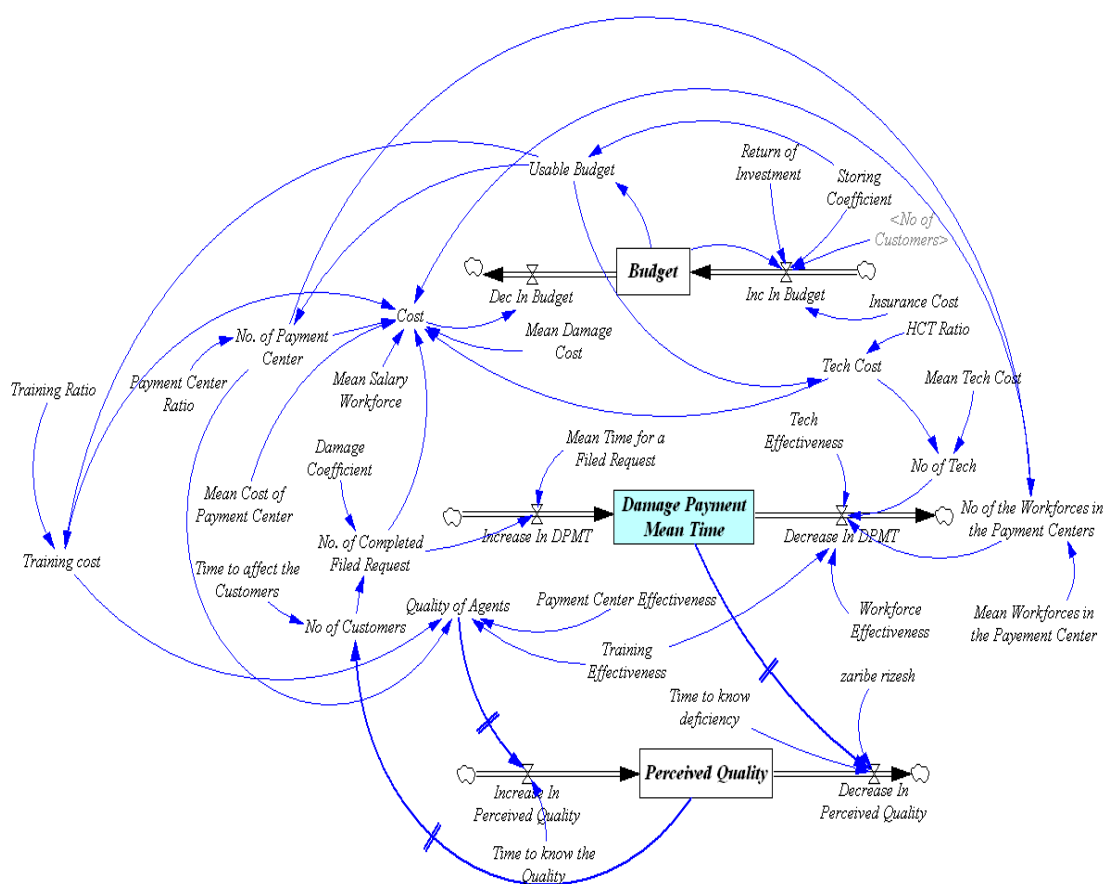 Return of
Investment
Storing
Coefficient
Usable Budget
<No of
Customers>
Budget
Dec In Budget
Inc In Budget
Insurance Cost
Cost
HCT Ratio
No. of Payment
Center
Mean Damage
Cost
Tech Cost
Mean Tech Cost
Training Ratio
Payment Center
Ratio
Mean Salary
Workforce
Tech
Effectiveness
Mean Time for a
Filed Request
Damage
Coefficient
No of Tech
Mean Cost of
Payment Center
Damage Payment
Mean Time
No of the Workforces in
the Payment Centers
Increase In DPMT
Decrease In DPMT
No. of Completed
Filed Request
Training cost
Time to affect the
Customers
Quality of Agents
Payment Center Effectiveness
Workforce
Effectiveness
Mean Workforces in
the Payement Center
No of Customers
Training
Effectiveness
Time to know
deficiency
zaribe rizesh
Perceived Quality
Increase In
Perceived Quality
Decrease In
Perceived Quality
Time to know the
Quality